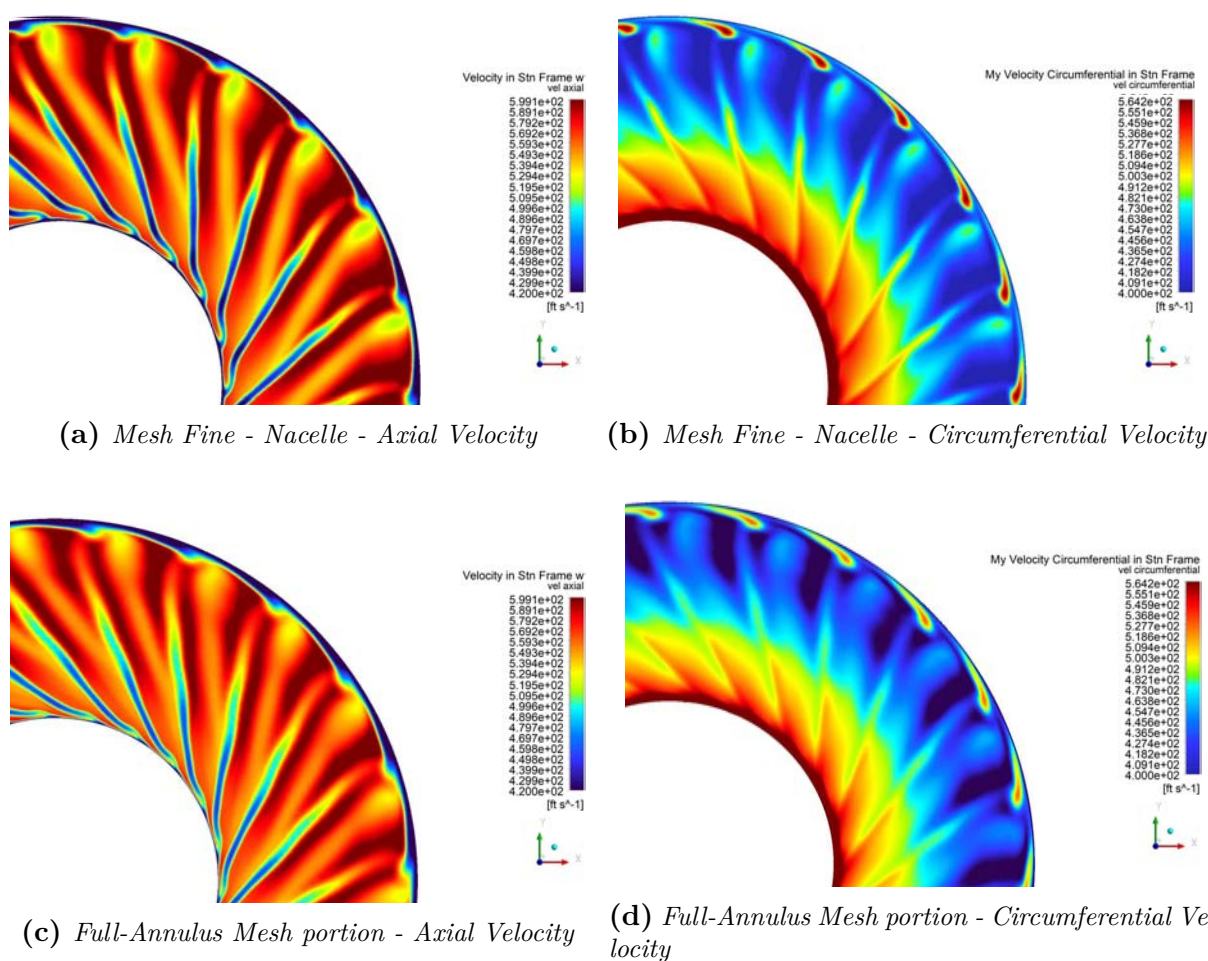 Velocity in Stn Frame w
vel axial
5.991e+02
5.891e+02
5.792e+02
5.692e+02
5.593e+02
5.493e+02
5.394e+02
5.294e+02
5.195e+02
5.095e+02
4.996e+02
4.896e+02
4.797e+02
4.697e+02
4.598e+02
4.498e+02
4.399e+02
4.299e+02
4.200e+02
[ft s^-1]
Y
X
(a) Mesh Fine - Nacelle - Axial Velocity
My Velocity Circumferential in Stn Frame
vel circumferential
5.642e+02
5.551e+02
5.459e+02
5.368e+02
5.277e+02
5.186e+02
5.094e+02
5.003e+02
4.912e+02
4.821e+02
4.730e+02
4.638e+02
4.547e+02
4.456e+02
4.365e+02
4.274e+02
4.182e+02
4.091e+02
4.000e+02
[ft s^-1]
Y
X
(b) Mesh Fine - Nacelle - Circumferential Velocity
Velocity in Stn Frame w
vel axial
5.991e+02
5.891e+02
5.792e+02
5.692e+02
5.593e+02
5.493e+02
5.394e+02
5.294e+02
5.195e+02
5.095e+02
4.996e+02
4.896e+02
4.797e+02
4.697e+02
4.598e+02
4.498e+02
4.399e+02
4.299e+02
4.200e+02
[ft s^-1]
Y
X
(c) Full-Annulus Mesh portion - Axial Velocity
My Velocity Circumferential in Stn Frame
vel circumferential
5.642e+02
5.551e+02
5.459e+02
5.368e+02
5.277e+02
5.186e+02
5.094e+02
5.003e+02
4.912e+02
4.821e+02
4.730e+02
4.638e+02
4.547e+02
4.456e+02
4.365e+02
4.274e+02
4.182e+02
4.091e+02
4.000e+02
[ft s^-1]
Y
X
(d) Full-Annulus Mesh portion - Circumferential Ve
locity